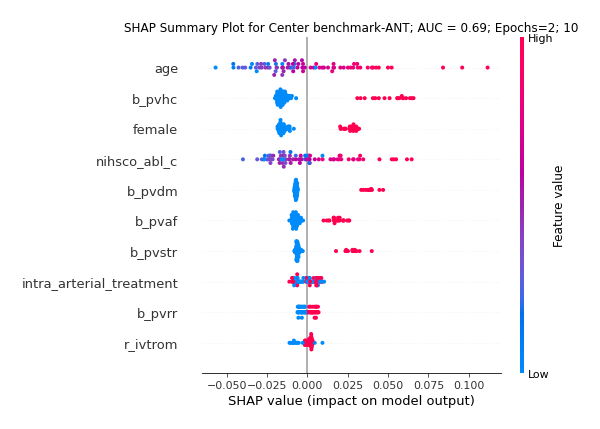 SHAP Summary Plot for Center benchmark-ANT; AUC = 0.69; Epochs=2; 10
High
age
b_pvhc
female
nihsco_abl_c
b_pvdm
b_pvaf
b_pvstr
intra_arterial_treatment
b_pvrr
r_ivtrom
Feature value
Low
−0.050 −0.025 0.000 0.025 0.050 0.075 0.100
SHAP value (impact on model output)